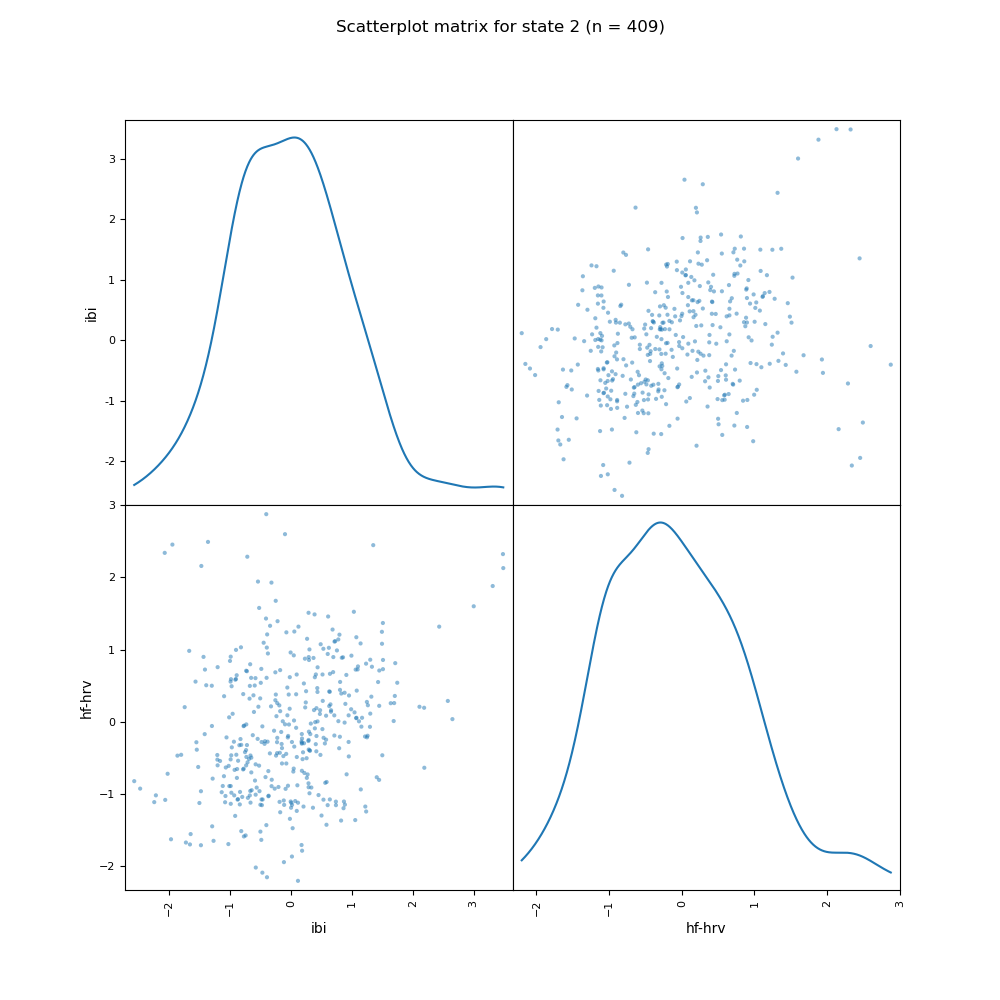 Scatterplot matrix for state 2 (n = 409)
3
2
1
0
-1
-2
ibi
3
2
1
0
−1
−2
hf-hrv
−2 −1 0 1 2 3
−2 −1 0 1 2 3
ibi hf-hrv